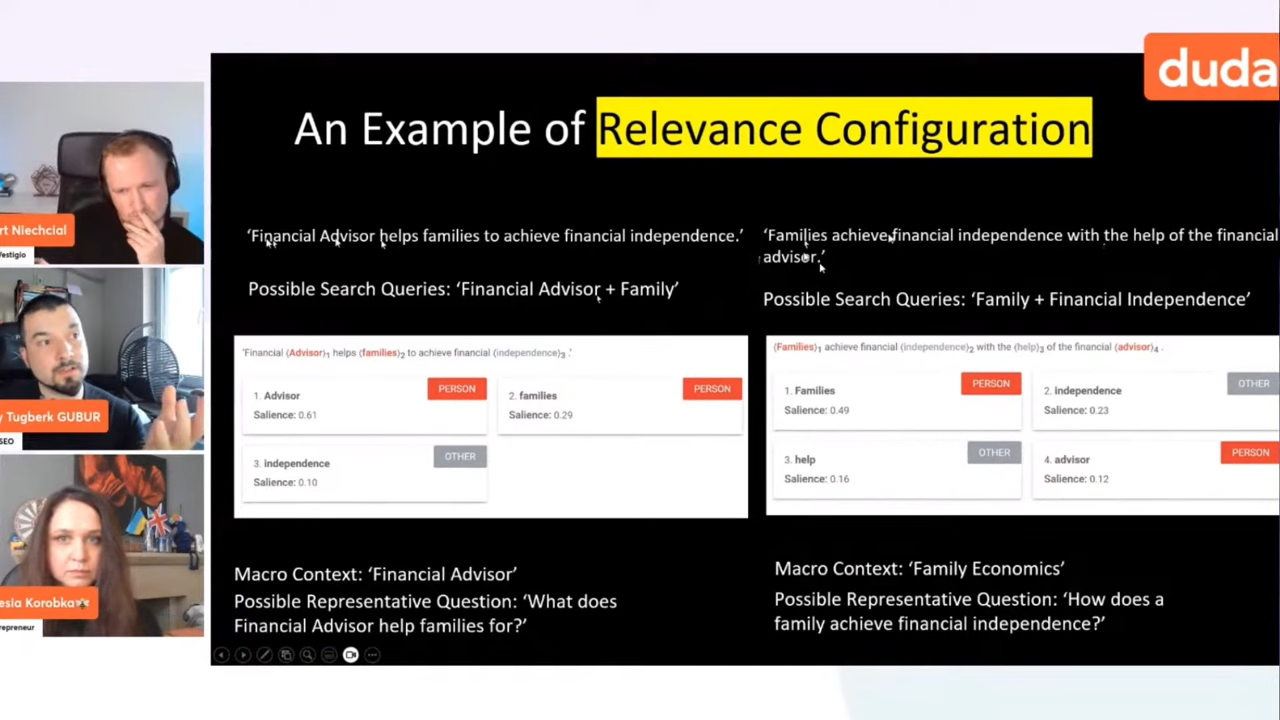 duda
An Example of Relevance Configuration
rt Niechcial
Vestigio
y Tugberk GUBUR
SEO
esia Korobka
repreneur
‘Financial Advisor helps families to achieve financial independence.’
Possible Search Queries: ‘Financial Advisor + Family’
'Financial (Advisor)1 helps (families)2 to achieve financial (independence)3 .'
1. Advisor
PERSON
Salience: 0.61
2. families
PERSON
Salience: 0.29
3. independence
OTHER
Salience: 0.10
Macro Context: ‘Financial Advisor’
Possible Representative Question: ‘What does
Financial Advisor help families for?’
‘Families achieve financial independence with the help of the financial
advisor.’
Possible Search Queries: ‘Family + Financial Independence’
(Families)1 achieve financial (independence)2 with the (help)3 of the financial (advisor)4 .
1. Families
PERSON
Salience: 0.49
2. independence
OTHER
Salience: 0.23
3. help
OTHER
Salience: 0.16
4. advisor
PERSON
Salience: 0.12
Macro Context: ‘Family Economics’
Possible Representative Question: ‘How does a
family achieve financial independence?’